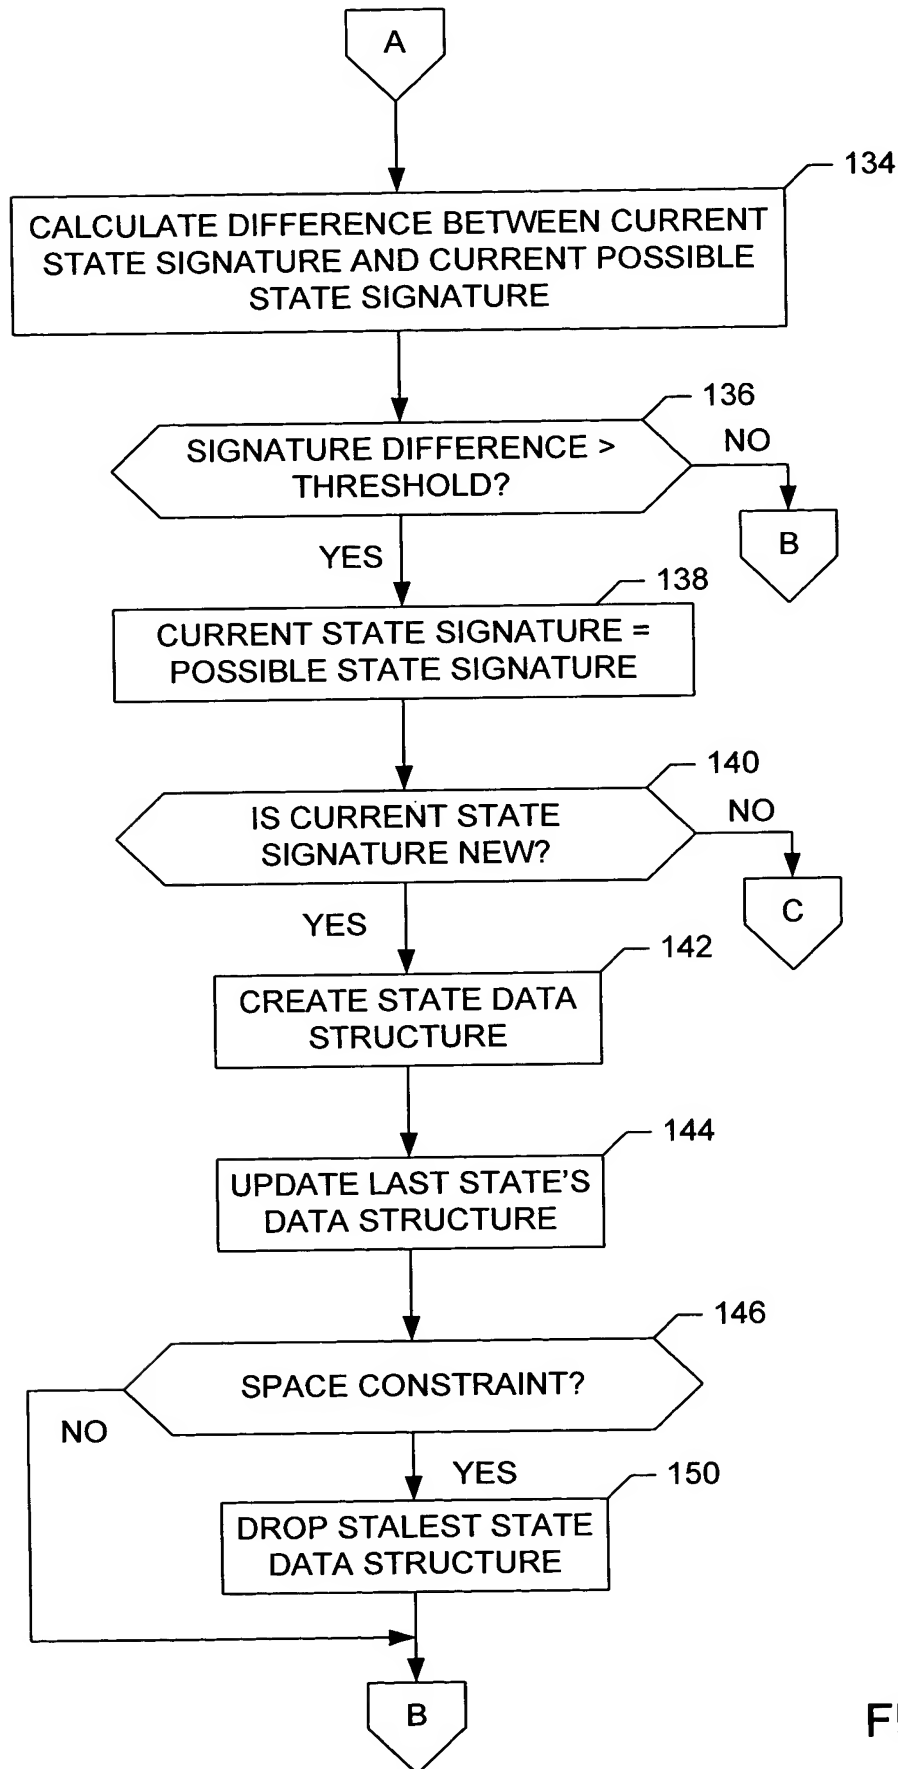 A
134
CALCULATE DIFFERENCE BETWEEN CURRENT
STATE SIGNATURE AND CURRENT POSSIBLE
STATE SIGNATURE
136
SIGNATURE DIFFERENCE >
THRESHOLD?
NO
B
YES
138
CURRENT STATE SIGNATURE =
POSSIBLE STATE SIGNATURE
140
IS CURRENT STATE
SIGNATURE NEW?
NO
C
YES
142
CREATE STATE DATA
STRUCTURE
144
UPDATE LAST STATE'S
DATA STRUCTURE
146
SPACE CONSTRAINT?
NO
YES
150
DROP STALEST STATE
DATA STRUCTURE
B